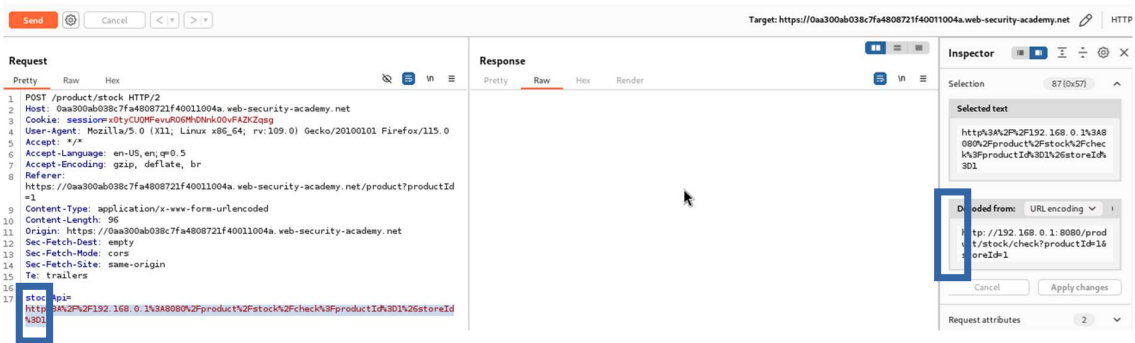 Send Cancel < >
Target: https://0aa300ab038c7fa4808721f40011004a.web-security-academy.net HTTP
Request
Pretty Raw Hex \n
1 POST /product/stock HTTP/2
2 Host: 0aa300ab038c7fa4808721f40011004a.web-security-academy.net
3 Cookie: session=xOtyCUQMFevuRO6MhDNnkOOvFAZKZqsg
4 User-Agent: Mozilla/5.0 (X11; Linux x86_64; rv:109.0) Gecko/20100101 Firefox/115.0
5 Accept: */*
6 Accept-Language: en-US,en;q=0.5
7 Accept-Encoding: gzip, deflate, br
8 Referer:
https://0aa300ab038c7fa4808721f40011004a.web-security-academy.net/product?productId
=1
9 Content-Type: application/x-www-form-urlencoded
10 Content-Length: 96
11 Origin: https://0aa300ab038c7fa4808721f40011004a.web-security-academy.net
12 Sec-Fetch-Dest: empty
13 Sec-Fetch-Mode: cors
14 Sec-Fetch-Site: same-origin
15 Te: trailers
16
17 stockApi=
http%3A%2F%2F192.168.0.1%3A8080%2Fproduct%2Fstock%2Fcheck%3FproductId%3D1%26storeId
%3D1
Response
Pretty Raw Hex Render \n
Inspector
Selection 87 (0x57)
Selected text
http%3A%2F%2F192.168.0.1%3A8
080%2Fproduct%2Fstock%2Fchec
k%3FproductId%3D1%26storeId%
3D1
Decoded from: URL encoding
http://192.168.0.1:8080/prod
uct/stock/check?productId=1&
storeId=1
Cancel Apply changes
Request attributes 2